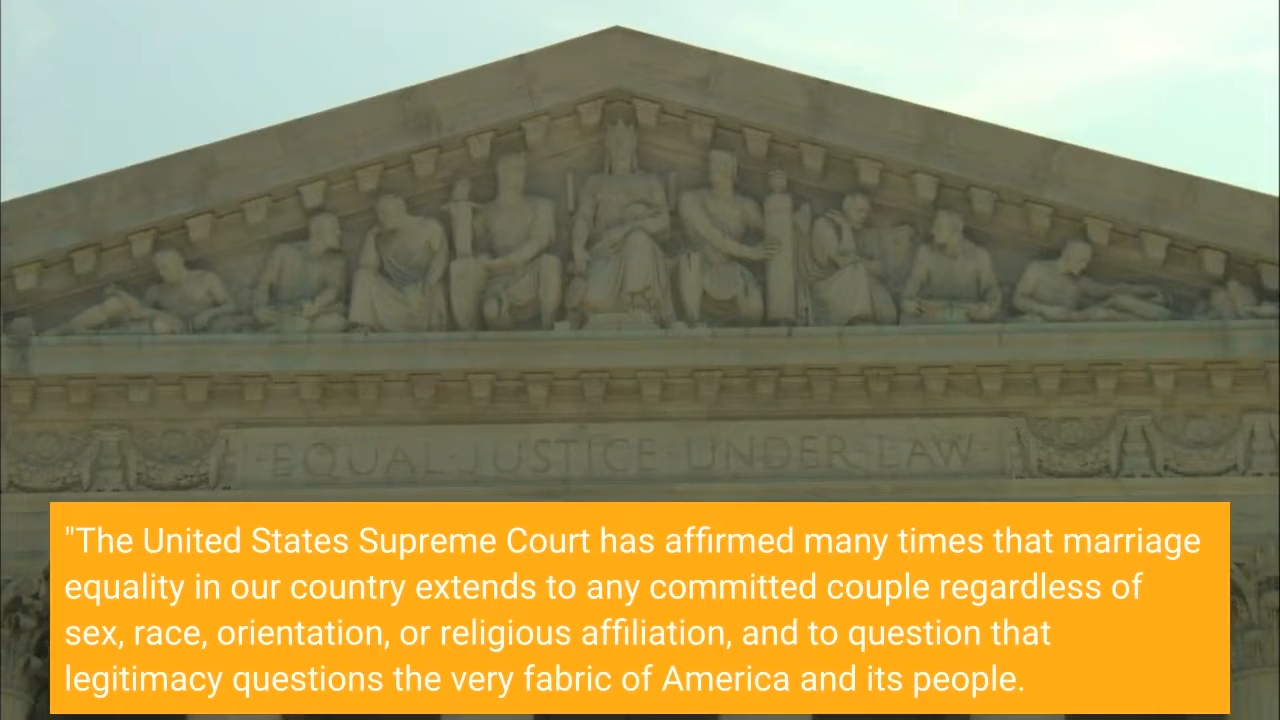 EQUAL JUSTICE UNDER LAW
"The United States Supreme Court has affirmed many times that marriage
equality in our country extends to any committed couple regardless of
sex, race, orientation, or religious affiliation, and to question that
legitimacy questions the very fabric of America and its people.